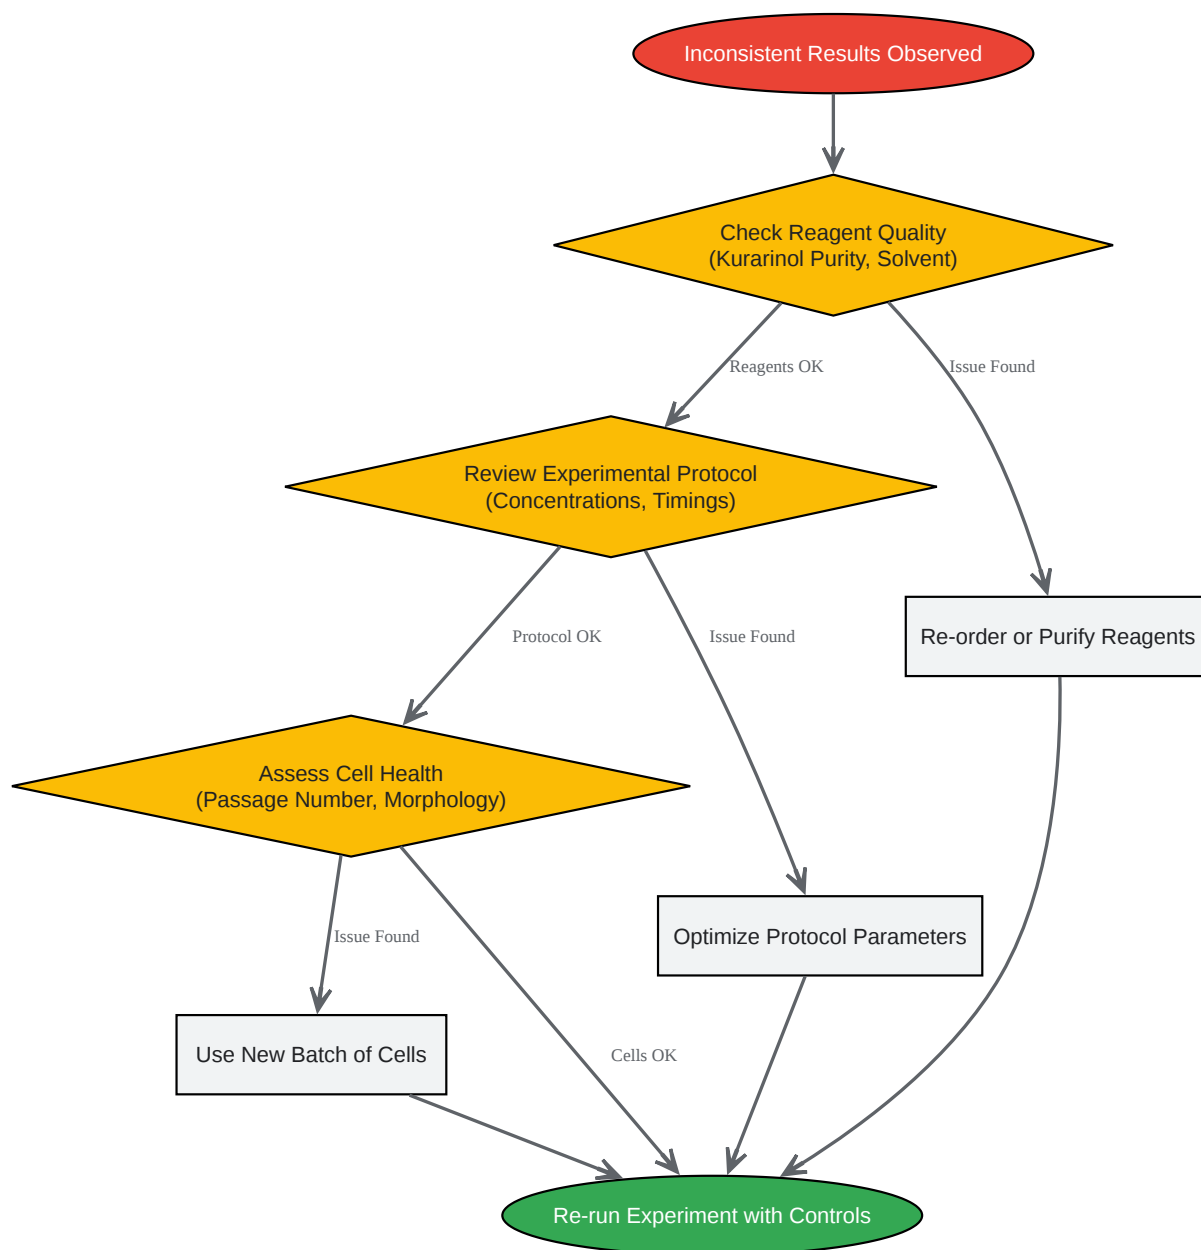 Inconsistent Results Observed
Check Reagent Quality
(Kurarinol Purity, Solvent)
Reagents OK
Issue Found
Review Experimental Protocol
(Concentrations, Timings)
Protocol OK
Issue Found
Re-order or Purify Reagents
Assess Cell Health
(Passage Number, Morphology)
Issue Found
Optimize Protocol Parameters
Use New Batch of Cells
Cells OK
Re-run Experiment with Controls